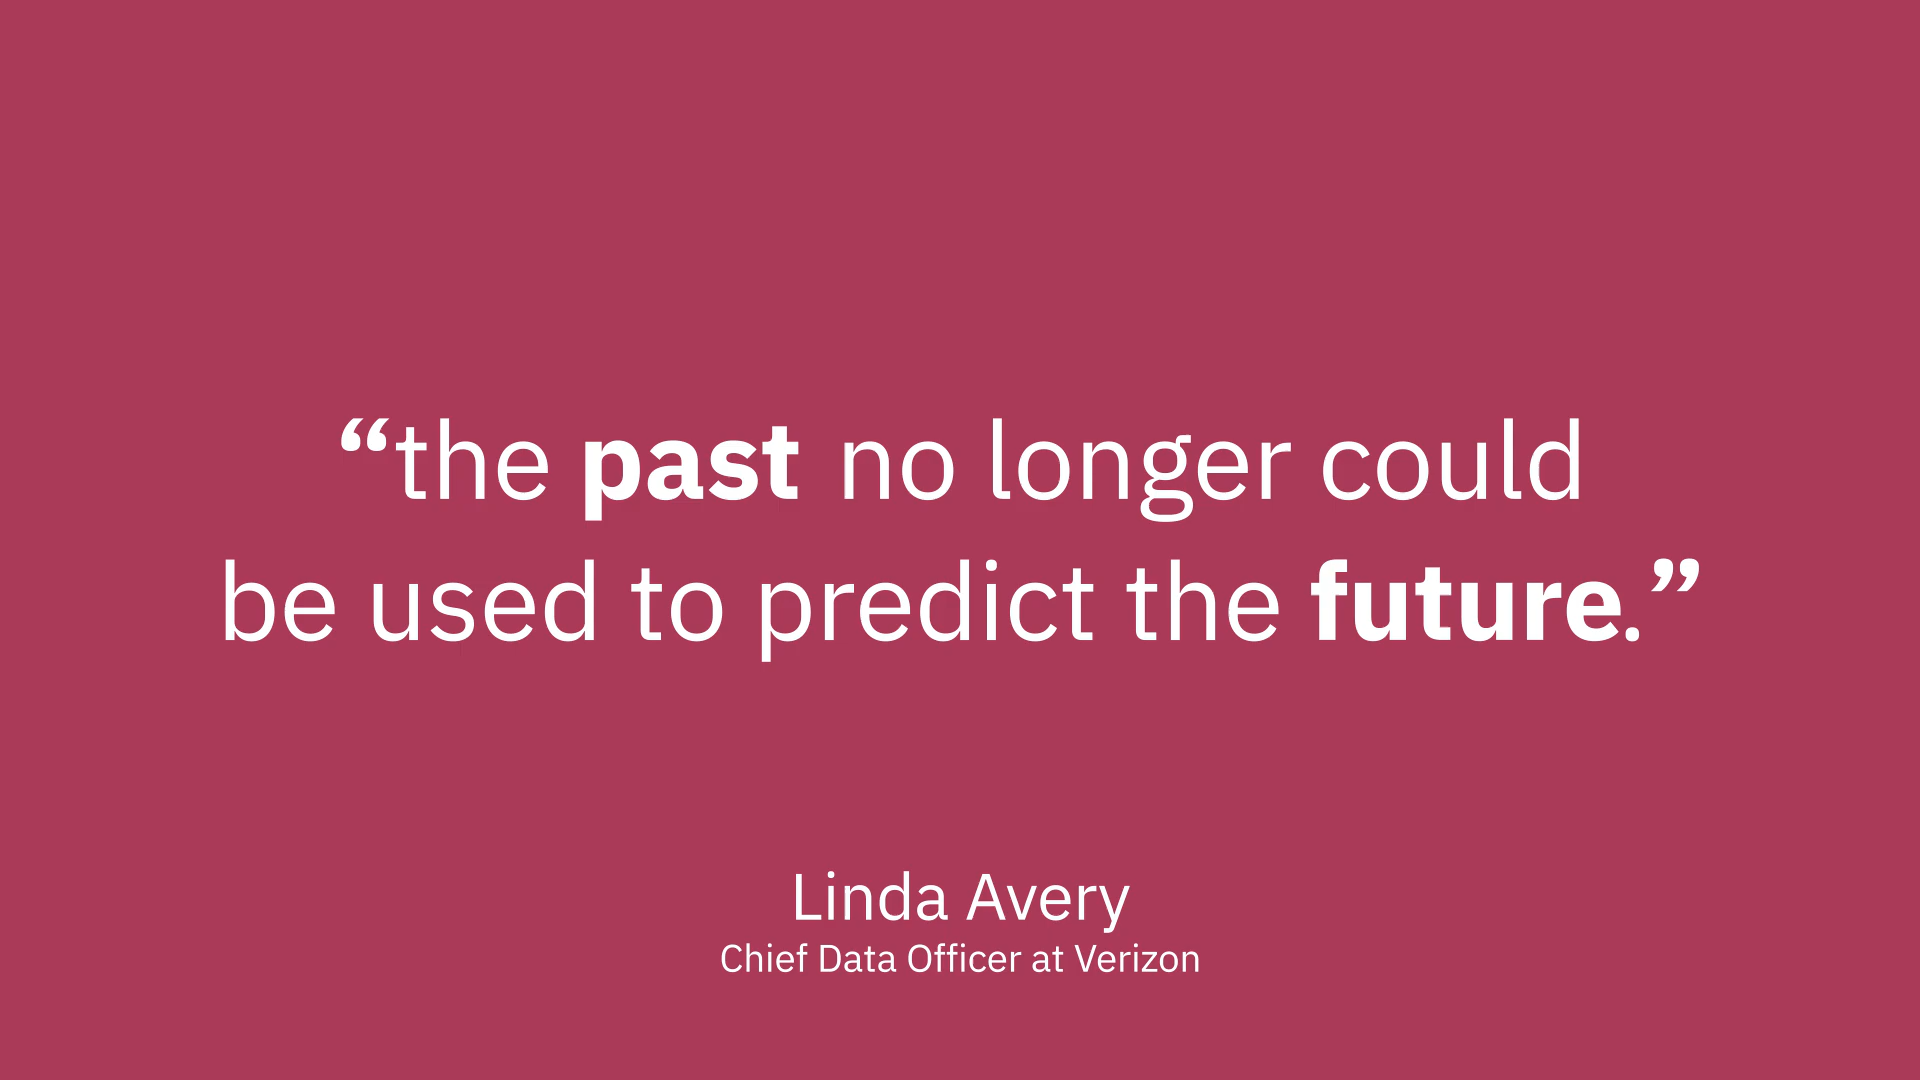 “the past no longer could
be used to predict the future.”
Linda Avery
Chief Data Officer at Verizon